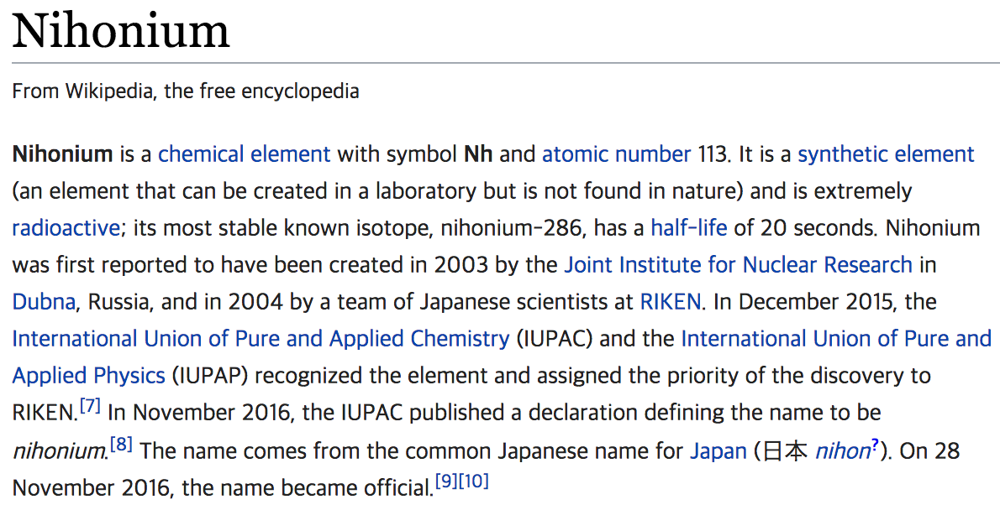 Nihonium
From Wikipedia, the free encyclopedia
Nihonium is a chemical element with symbol Nh and atomic number 113. It is a synthetic element
(an element that can be created in a laboratory but is not found in nature) and is extremely
radioactive; its most stable known isotope, nihonium-286, has a half-life of 20 seconds. Nihonium
was first reported to have been created in 2003 by the Joint Institute for Nuclear Research in
Dubna, Russia, and in 2004 by a team of Japanese scientists at RIKEN. In December 2015, the
International Union of Pure and Applied Chemistry (IUPAC) and the International Union of Pure and
Applied Physics (IUPAP) recognized the element and assigned the priority of the discovery to
RIKEN.[7] In November 2016, the IUPAC published a declaration defining the name to be
nihonium.[8] The name comes from the common Japanese name for Japan (日本 nihon?). On 28
November 2016, the name became official.[9][10]